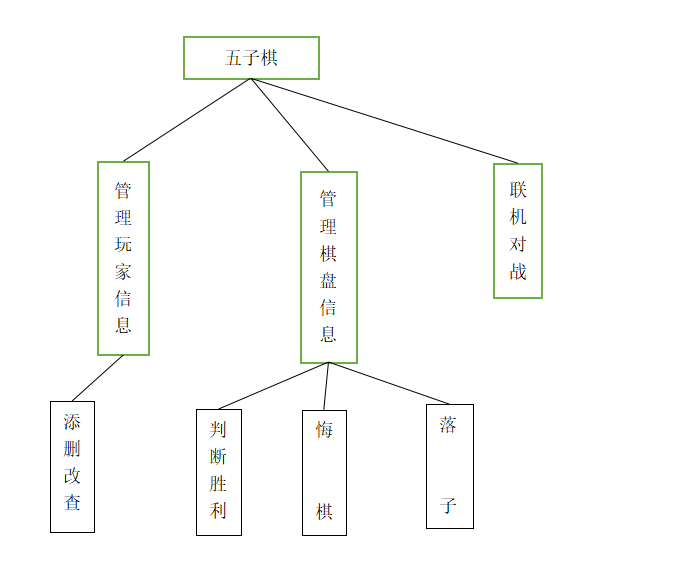 五子棋
管理玩家信息
管理棋盘信息
联机对战
添删改查
判断胜利
悔棋
落子